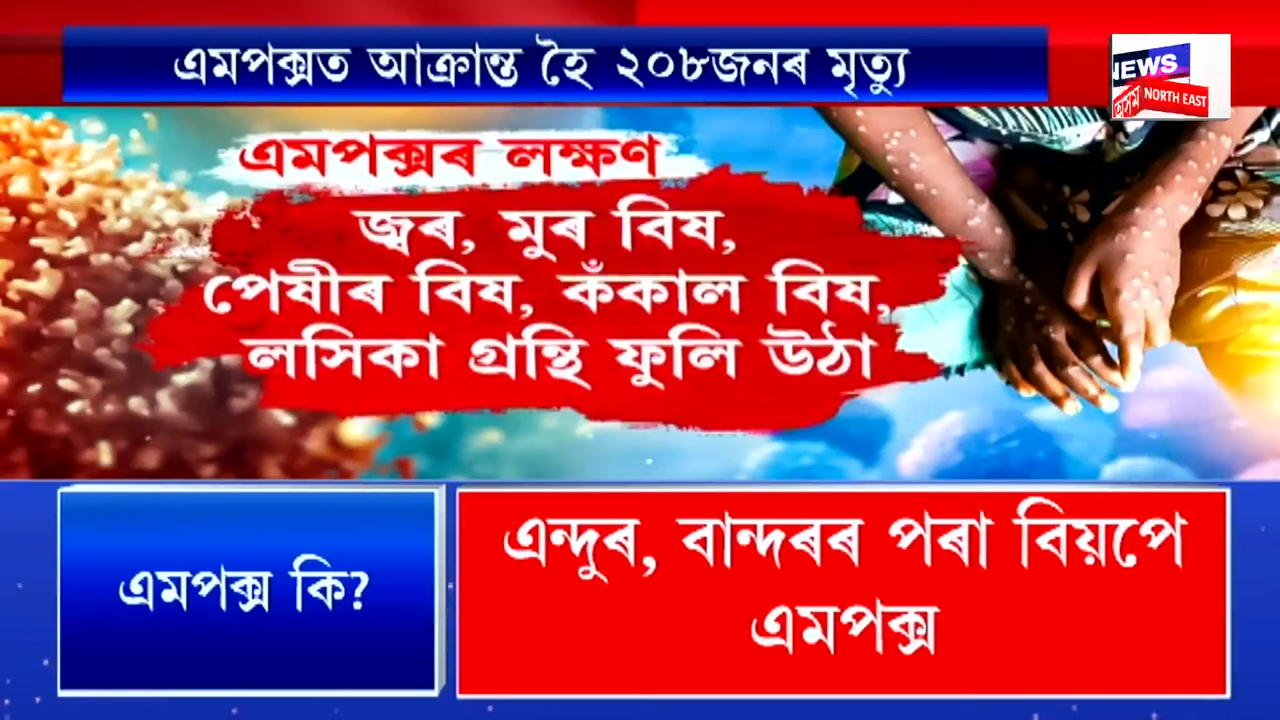 এমপক্সত আক্ৰান্ত হৈ ২০৮জনৰ মৃত্যু
NEWS
অসম NORTH EAST
এমপক্সৰ লক্ষণ
জ্বৰ, মুৰ বিষ,
পেষীৰ বিষ, কঁকাল বিষ,
লসিকা গ্ৰন্থি ফুলি উঠা
এমপক্স কি?
এন্দুৰ, বান্দৰৰ পৰা বিয়পে
এমপক্স